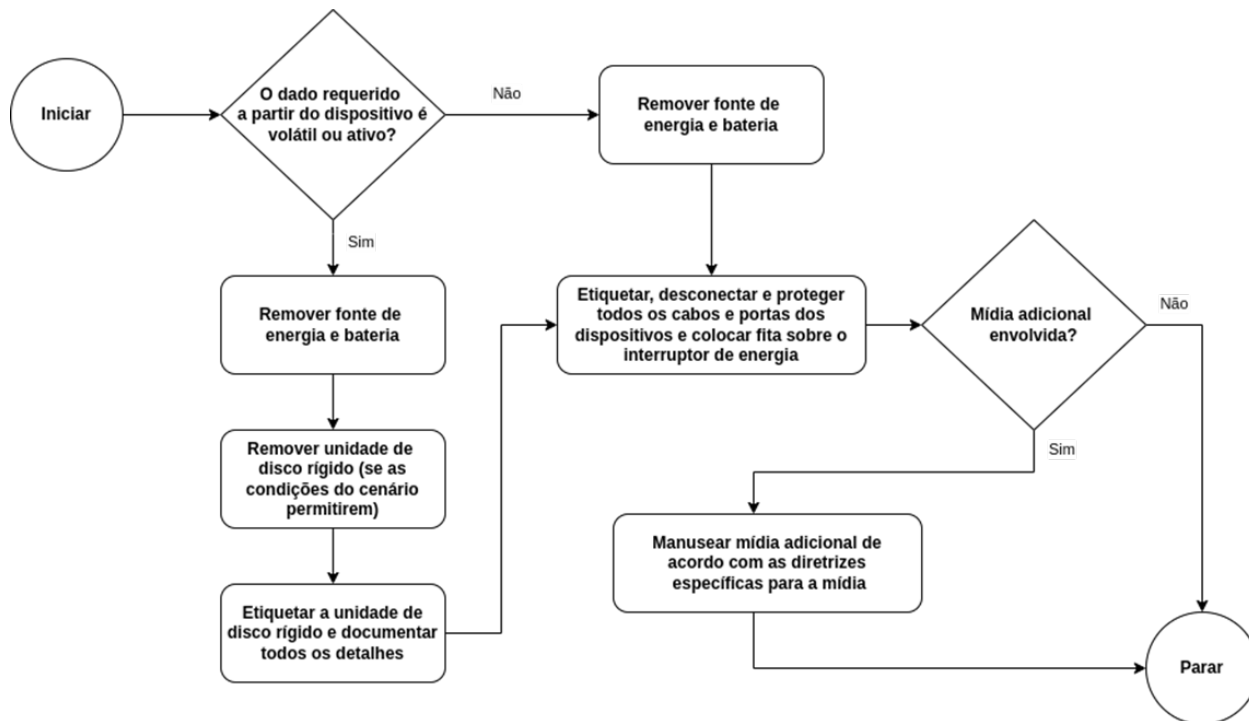 Iniciar
O dado requerido
a partir do dispositivo é
volátil ou ativo?
Não
Remover fonte de
energia e bateria
Sim
Remover fonte de
energia e bateria
Remover unidade de
disco rígido (se as
condições do cenário
permitirem)
Etiquetar a unidade de
disco rígido e documentar
todos os detalhes
Etiquetar, desconectar e proteger
todos os cabos e portas dos
dispositivos e colocar fita sobre o
interruptor de energia
Mídia adicional
envolvida?
Não
Sim
Manusear mídia adicional de
acordo com as diretrizes
específicas para a mídia
Parar